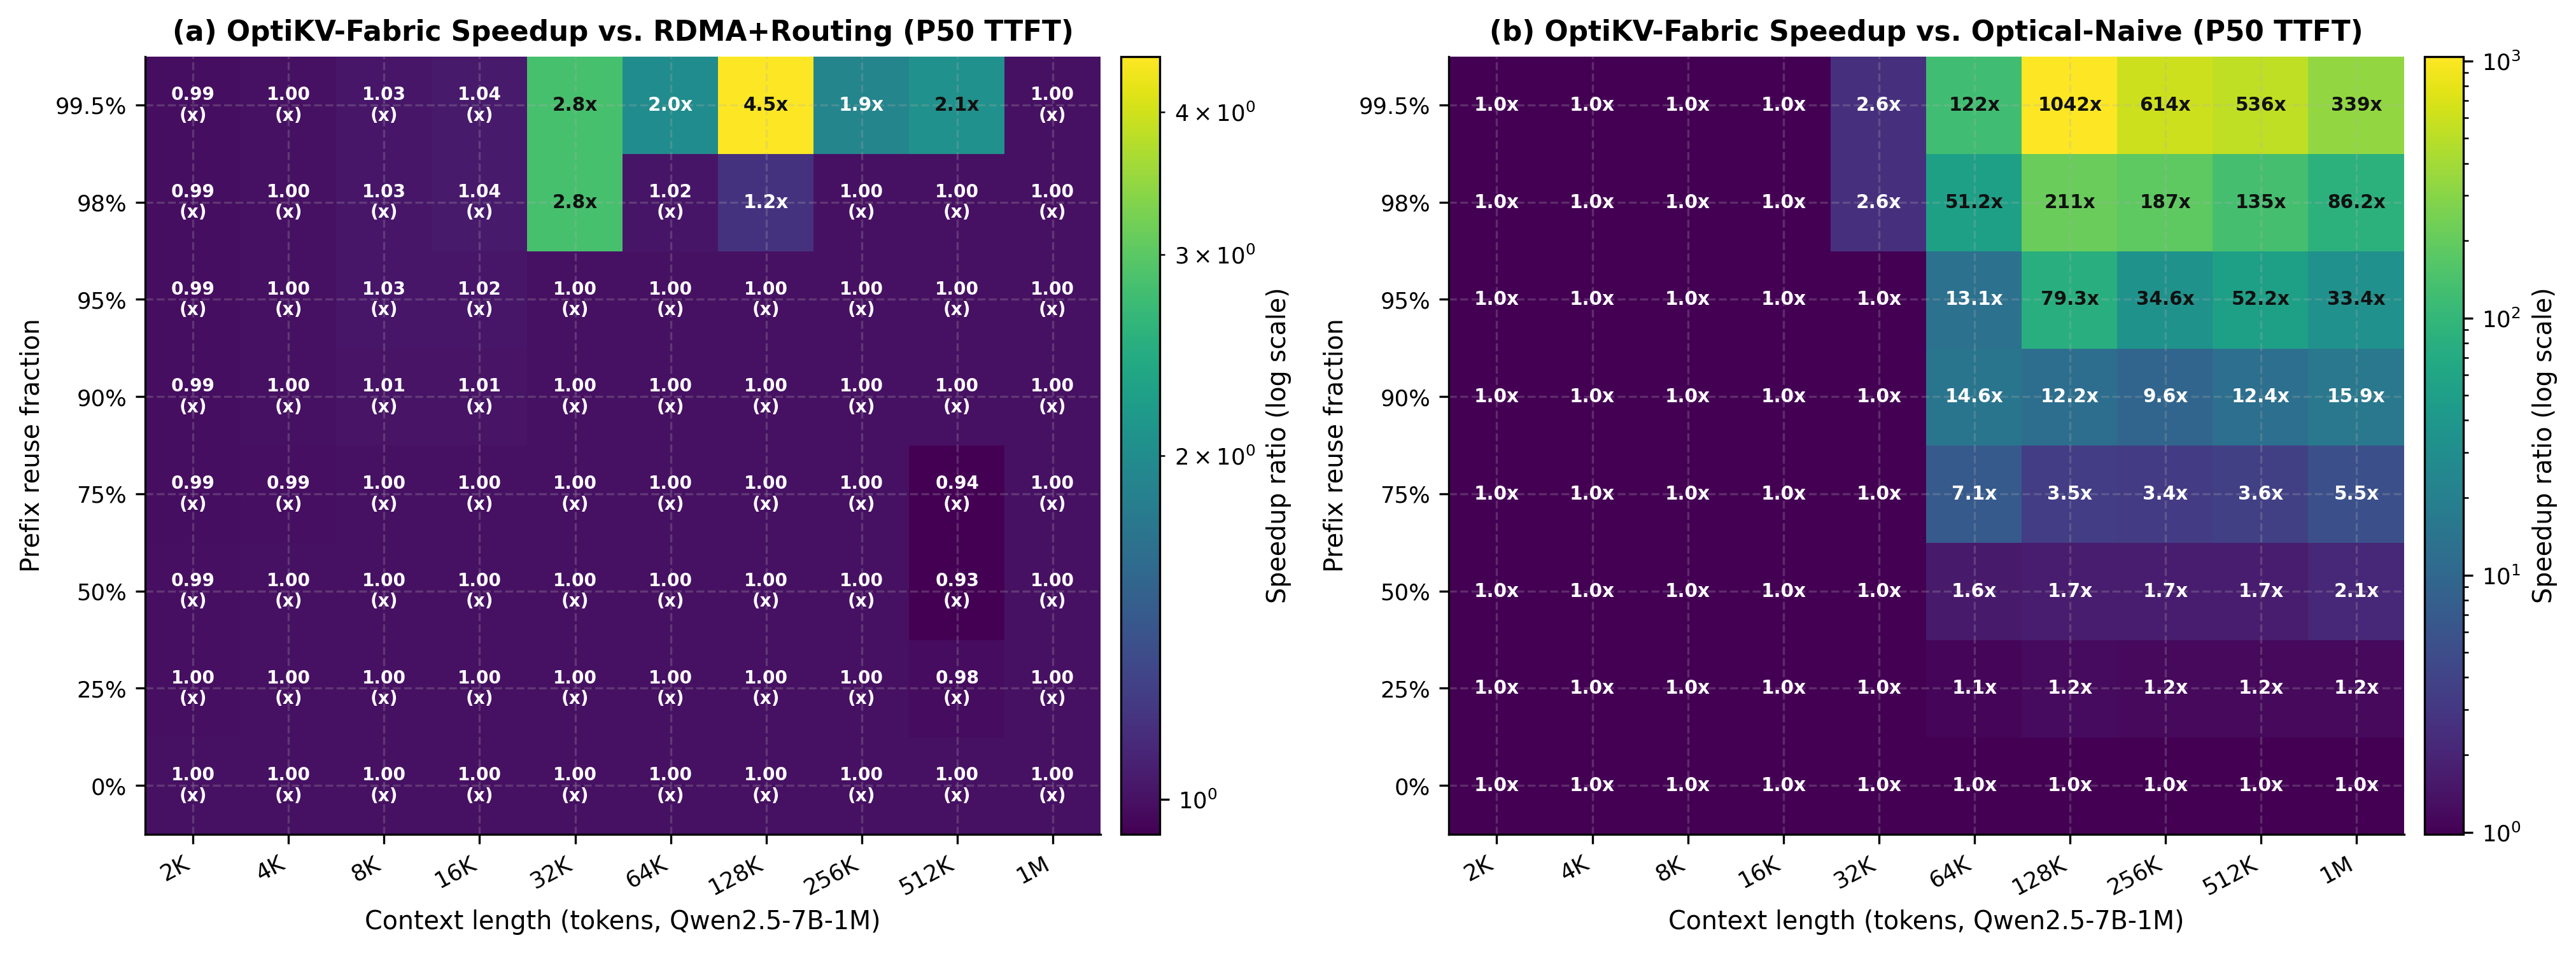 (a) OptiKV-Fabric Speedup vs. RDMA+Routing (P50 TTFT)
Prefix reuse fraction
99.5% 0.99 (x) 1.00 (x) 1.03 (x) 1.04 (x) 2.8x 2.0x 4.5x 1.9x 2.1x 1.00 (x)
98% 0.99 (x) 1.00 (x) 1.03 (x) 1.04 (x) 2.8x 1.02 (x) 1.2x 1.00 (x) 1.00 (x) 1.00 (x)
95% 0.99 (x) 1.00 (x) 1.03 (x) 1.02 (x) 1.00 (x) 1.00 (x) 1.00 (x) 1.00 (x) 1.00 (x) 1.00 (x)
90% 0.99 (x) 1.00 (x) 1.01 (x) 1.01 (x) 1.00 (x) 1.00 (x) 1.00 (x) 1.00 (x) 1.00 (x) 1.00 (x)
75% 0.99 (x) 0.99 (x) 1.00 (x) 1.00 (x) 1.00 (x) 1.00 (x) 1.00 (x) 1.00 (x) 0.94 (x) 1.00 (x)
50% 0.99 (x) 1.00 (x) 1.00 (x) 1.00 (x) 1.00 (x) 1.00 (x) 1.00 (x) 1.00 (x) 0.93 (x) 1.00 (x)
25% 1.00 (x) 1.00 (x) 1.00 (x) 1.00 (x) 1.00 (x) 1.00 (x) 1.00 (x) 1.00 (x) 0.98 (x) 1.00 (x)
0% 1.00 (x) 1.00 (x) 1.00 (x) 1.00 (x) 1.00 (x) 1.00 (x) 1.00 (x) 1.00 (x) 1.00 (x) 1.00 (x)
2K 4K 8K 16K 32K 64K 128K 256K 512K 1M
Context length (tokens, Qwen2.5-7B-1M)
4 × 10⁰
3 × 10⁰
2 × 10⁰
10⁰
Speedup ratio (log scale)
(b) OptiKV-Fabric Speedup vs. Optical-Naive (P50 TTFT)
Prefix reuse fraction
99.5% 1.0x 1.0x 1.0x 1.0x 2.6x 122x 1042x 614x 536x 339x
98% 1.0x 1.0x 1.0x 1.0x 2.6x 51.2x 211x 187x 135x 86.2x
95% 1.0x 1.0x 1.0x 1.0x 1.0x 13.1x 79.3x 34.6x 52.2x 33.4x
90% 1.0x 1.0x 1.0x 1.0x 1.0x 14.6x 12.2x 9.6x 12.4x 15.9x
75% 1.0x 1.0x 1.0x 1.0x 1.0x 7.1x 3.5x 3.4x 3.6x 5.5x
50% 1.0x 1.0x 1.0x 1.0x 1.0x 1.6x 1.7x 1.7x 1.7x 2.1x
25% 1.0x 1.0x 1.0x 1.0x 1.0x 1.1x 1.2x 1.2x 1.2x 1.2x
0% 1.0x 1.0x 1.0x 1.0x 1.0x 1.0x 1.0x 1.0x 1.0x 1.0x
2K 4K 8K 16K 32K 64K 128K 256K 512K 1M
Context length (tokens, Qwen2.5-7B-1M)
10³
10²
10¹
10⁰
Speedup ratio (log scale)